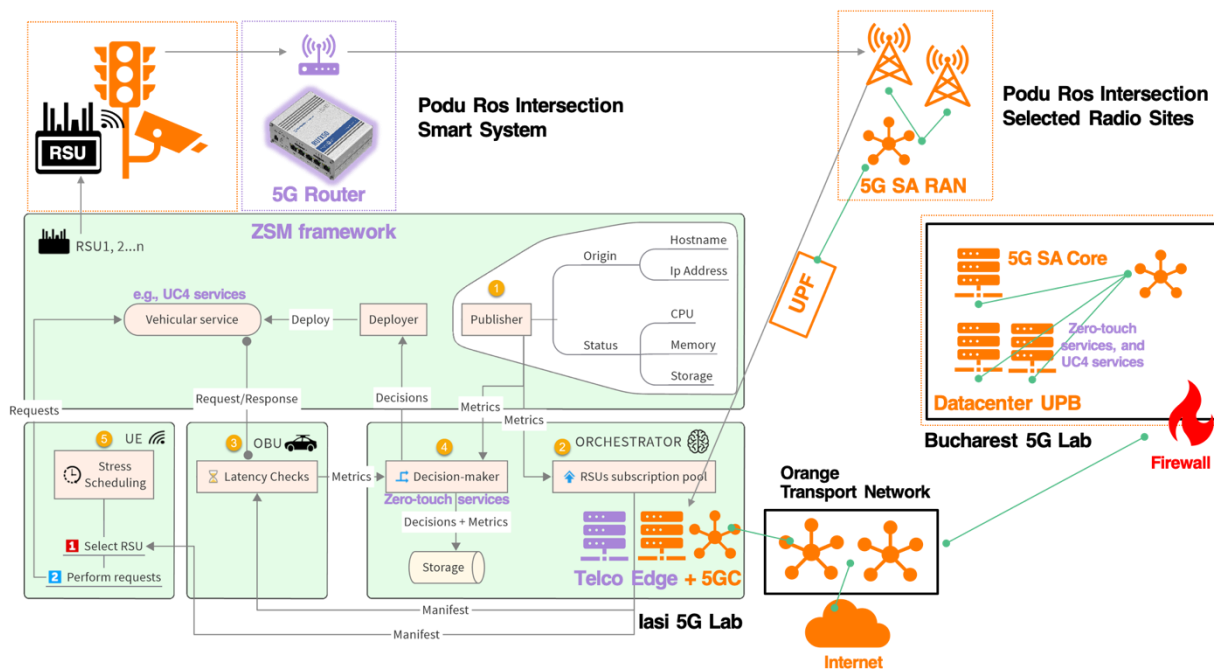 RSU
5G Router
Podu Ros Intersection
Smart System
5G SA RAN
Podu Ros Intersection
Selected Radio Sites
ZSM framework
RSU1, 2...n
e.g., UC4 services
Vehicular service
Deploy
Deployer
1
Publisher
Origin
Hostname
Ip Address
Status
CPU
Memory
Storage
UPF
5G SA Core
Zero-touch
services, and
UC4 services
Datacenter UPB
Bucharest 5G Lab
Firewall
Requests
Request/Response
Decisions
Metrics
Metrics
5
UE
Stress
Scheduling
1 Select RSU
2 Perform requests
3
OBU
Latency Checks
Metrics
4
Decision-maker
Zero-touch services
Decisions + Metrics
Storage
2
ORCHESTRATOR
RSUs subscription pool
Telco Edge + 5GC
Manifest
Manifest
Iasi 5G Lab
Orange
Transport Network
Internet